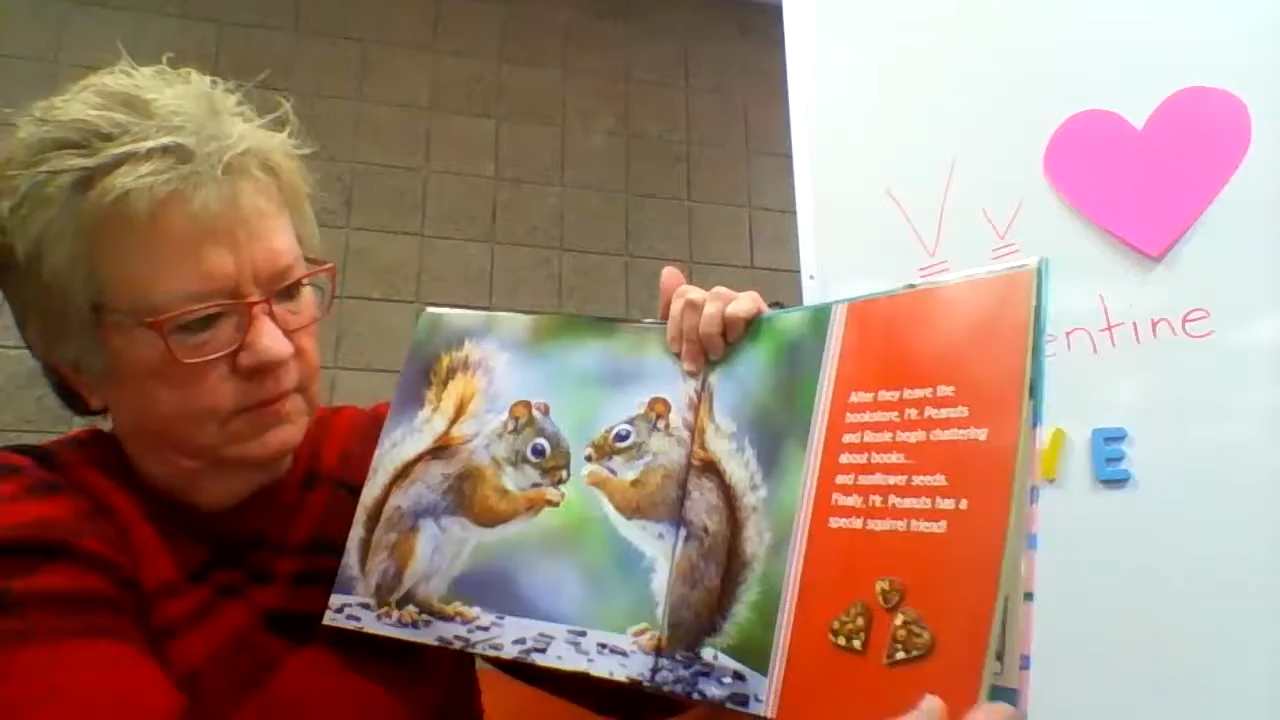 V v
entine
V E
After they leave the
bookstore, Mr. Peanuts
and Rosie begin chattering
about books...
and sunflower seeds.
Finally, Mr. Peanuts has a
special squirrel friend!